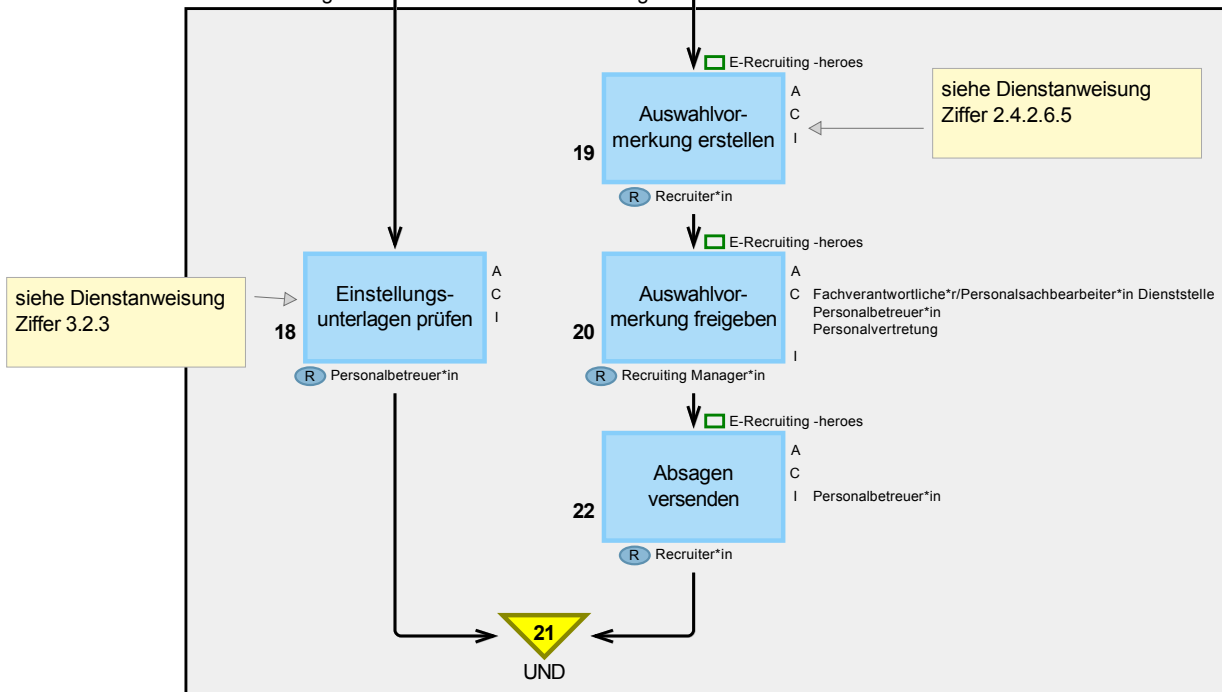 E-Recruiting -heroes
A
C
I
Auswahlvor-
merkung erstellen
19
R Recruiter*in
siehe Dienstanweisung
Ziffer 2.4.2.6.5
E-Recruiting -heroes
siehe Dienstanweisung
Ziffer 3.2.3
Einstellungs-
unterlagen prüfen
18
A
C
I
R Personalbetreuer*in
Auswahlvor-
merkung freigeben
20
A
C Fachverantwortliche*r/Personalsachbearbeiter*in Dienststelle
Personalbetreuer*in
Personalvertretung
I
R Recruiting Manager*in
E-Recruiting -heroes
Absagen
versenden
22
A
C
I Personalbetreuer*in
R Recruiter*in
21
UND